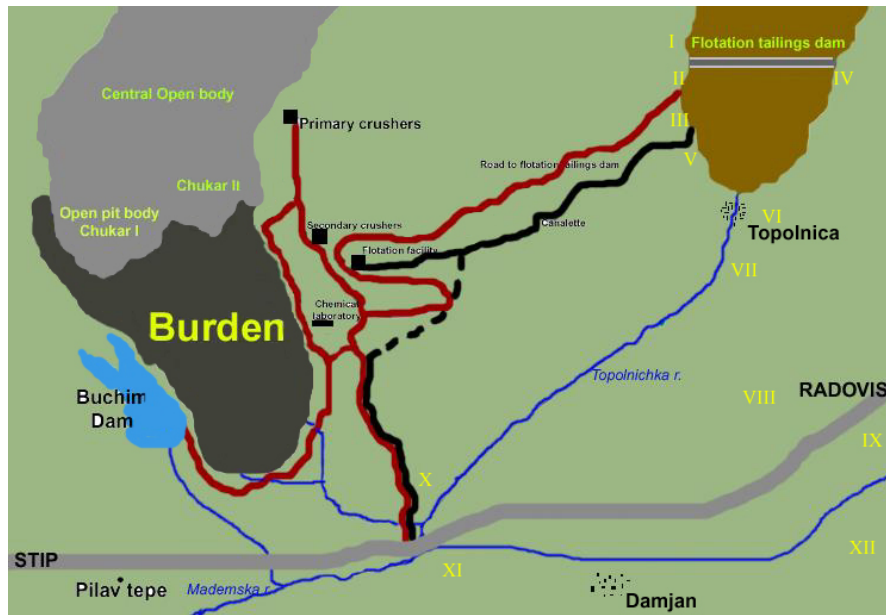 I
Flotation tailings dam
II
IV
Central Open body
Primary crushers
III
Road to flotation tailings dam
V
Chukar II
Open pit body
Chukar I
Secondary crushers
Canalette
VI
Topolnica
Flotation facility
VII
Chemical
laboratory
Burden
Topolnichka r.
RADOVIS
VIII
Buchim
Dam
IX
X
STIP
XII
XI
Pilav tepe
Mademska r.
Damjan